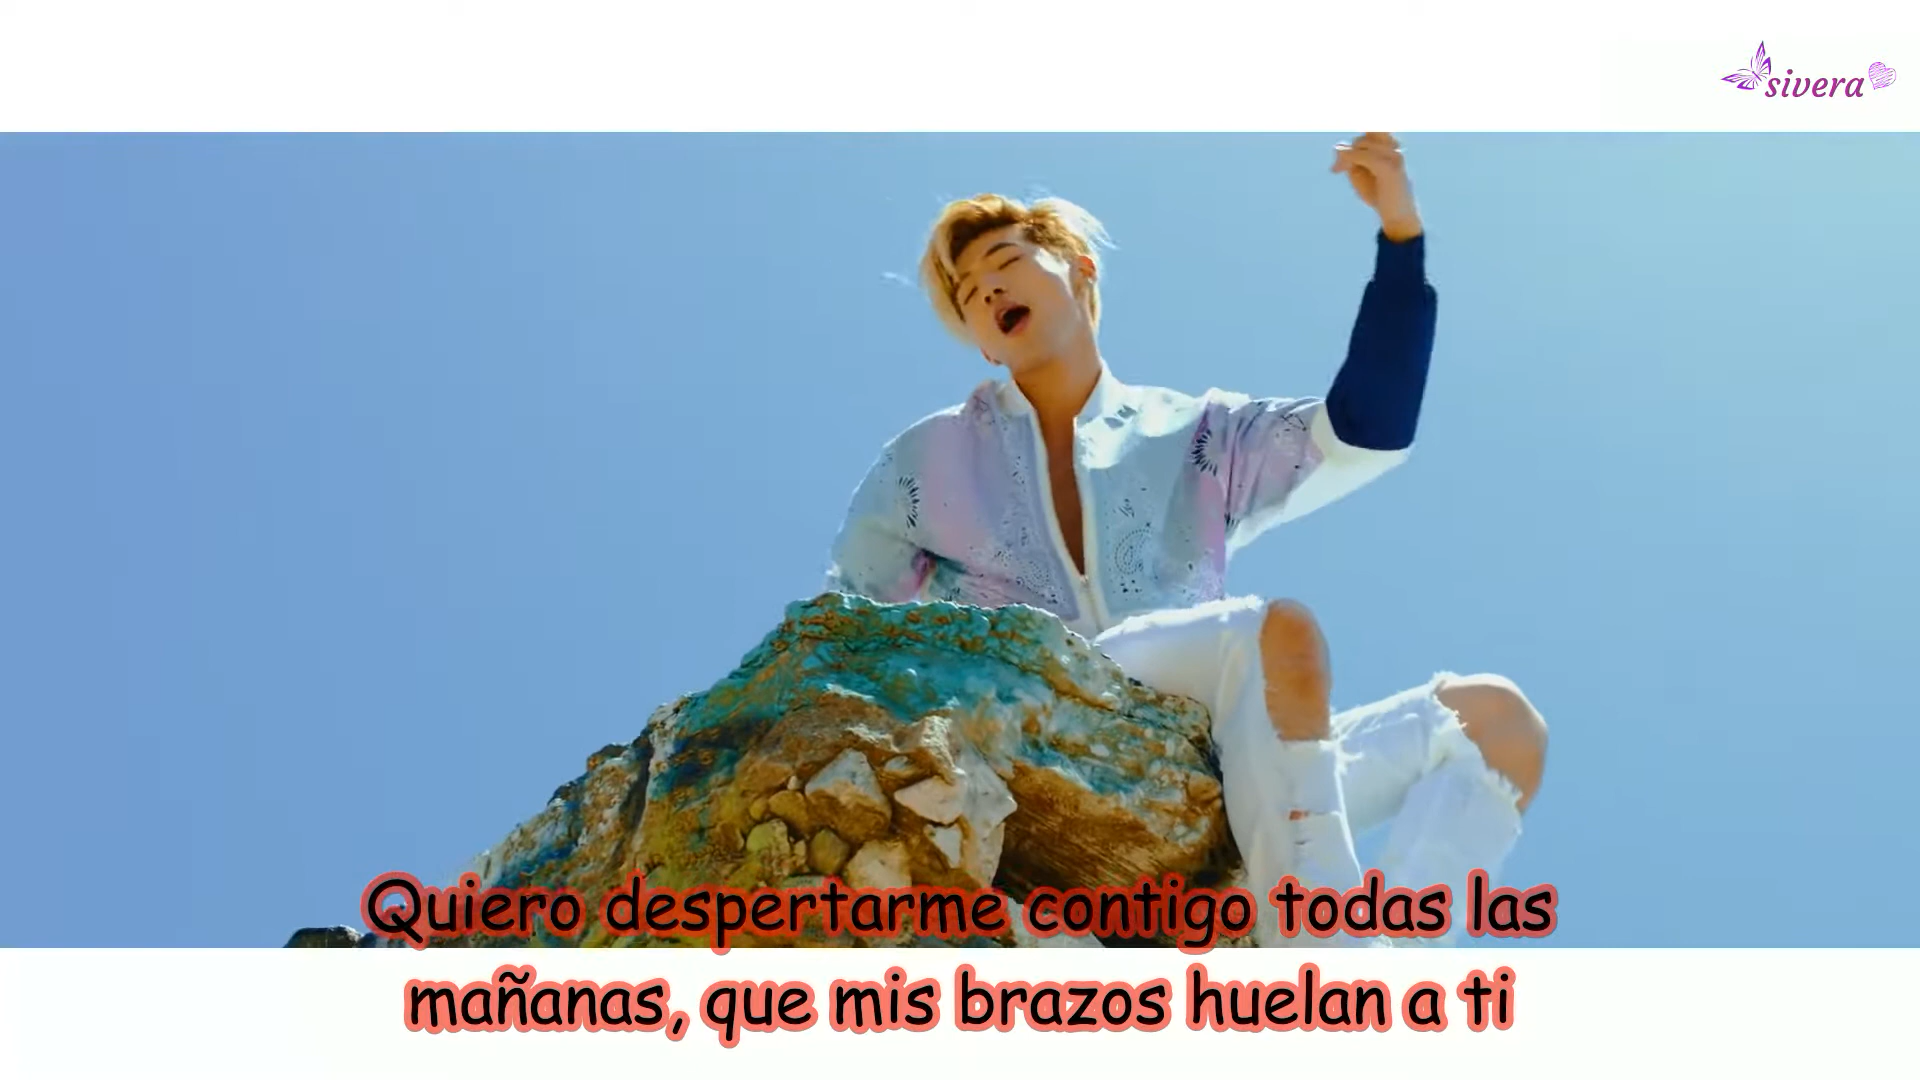 sivera
Quiero despertarme contigo todas las
mañanas, que mis brazos huelan a ti